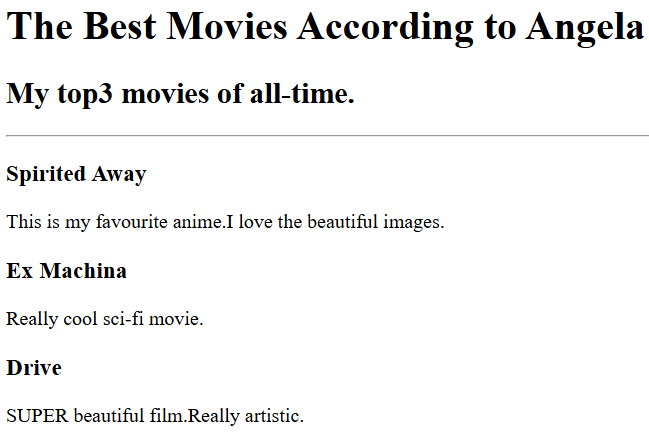 The Best Movies According to Angela
My top3 movies of all-time.
Spirited Away
This is my favourite anime.I love the beautiful images.
Ex Machina
Really cool sci-fi movie.
Drive
SUPER beautiful film.Really artistic.